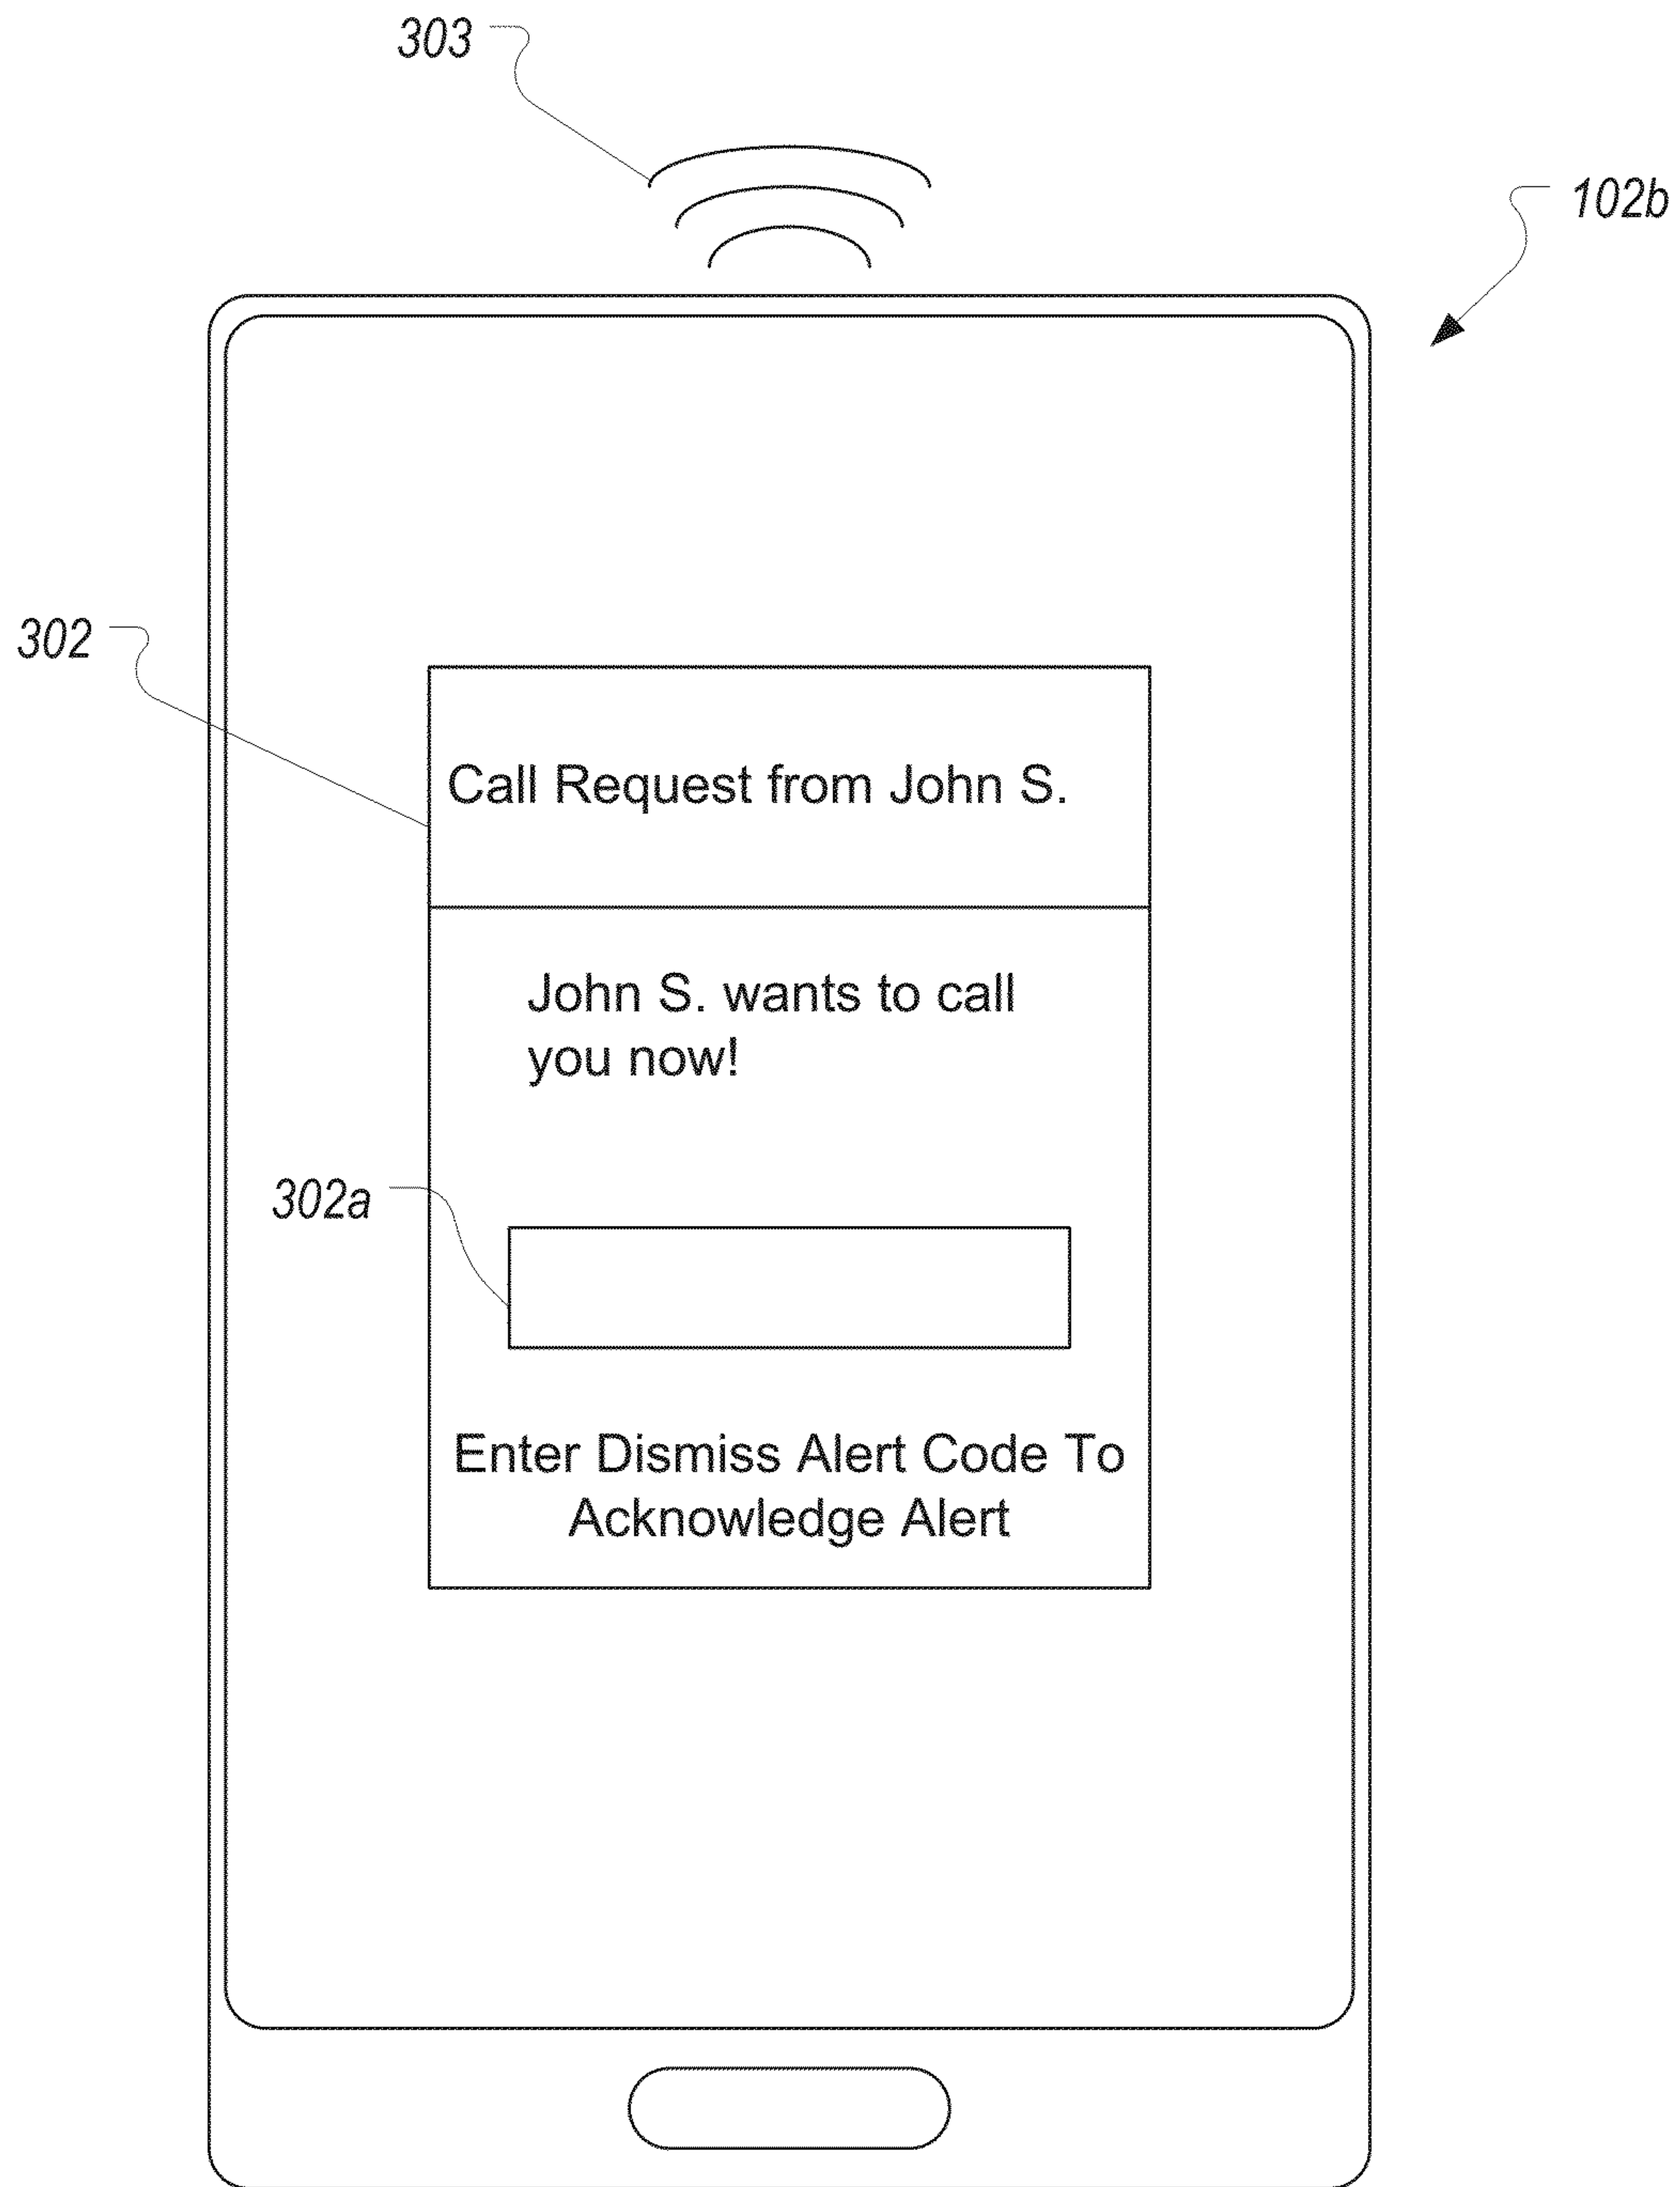 303
102b
302
Call Request from John S.
John S. wants to call
you now!
302a
Enter Dismiss Alert Code To
Acknowledge Alert